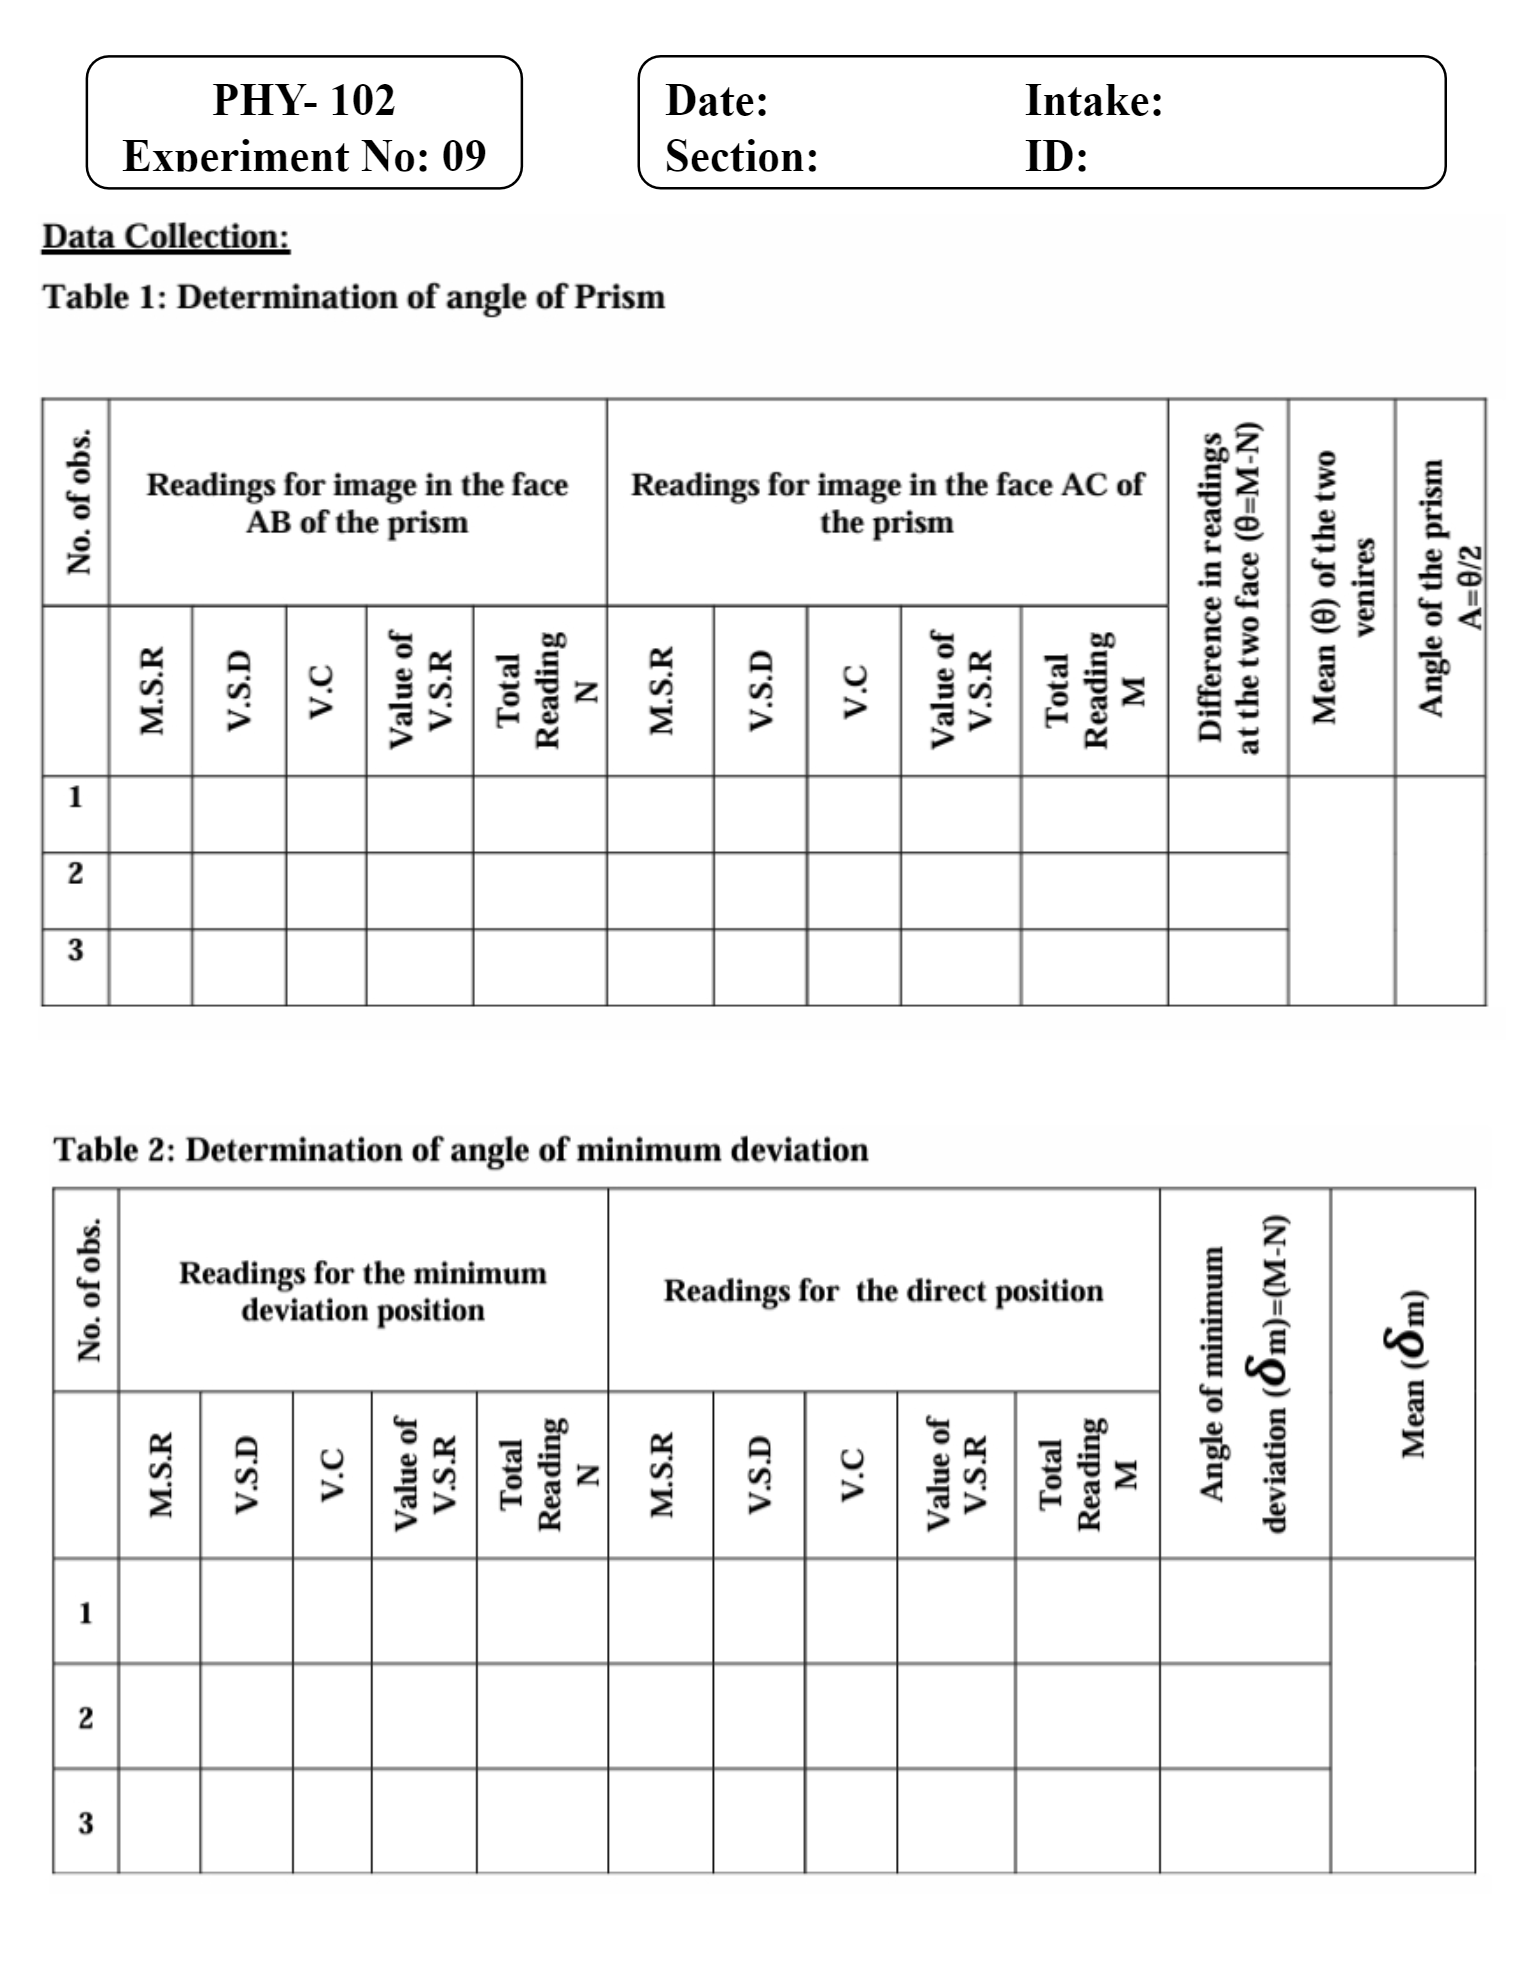 PHY- 102
Experiment No: 09
Date: Intake:
Section: ID:
Data Collection:
Table 1: Determination of angle of Prism
No. of obs.
Readings for image in the face
AB of the prism
Readings for image in the face AC of
the prism
Difference in readings
at the two face (θ=M-N)
Mean (θ) of the two
venires
Angle of the prism
A=θ/2
M.S.R
V.S.D
V.C
Value of
V.S.R
Total
Reading
N
M.S.R
V.S.D
V.C
Value of
V.S.R
Total
Reading
M
1
2
3
Table 2: Determination of angle of minimum deviation
No. of obs.
Readings for the minimum
deviation position
Readings for the direct position
Angle of minimum
deviation (δm)=(M-N)
Mean (δm)
M.S.R
V.S.D
V.C
Value of
V.S.R
Total
Reading
N
M.S.R
V.S.D
V.C
Value of
V.S.R
Total
Reading
M
1
2
3